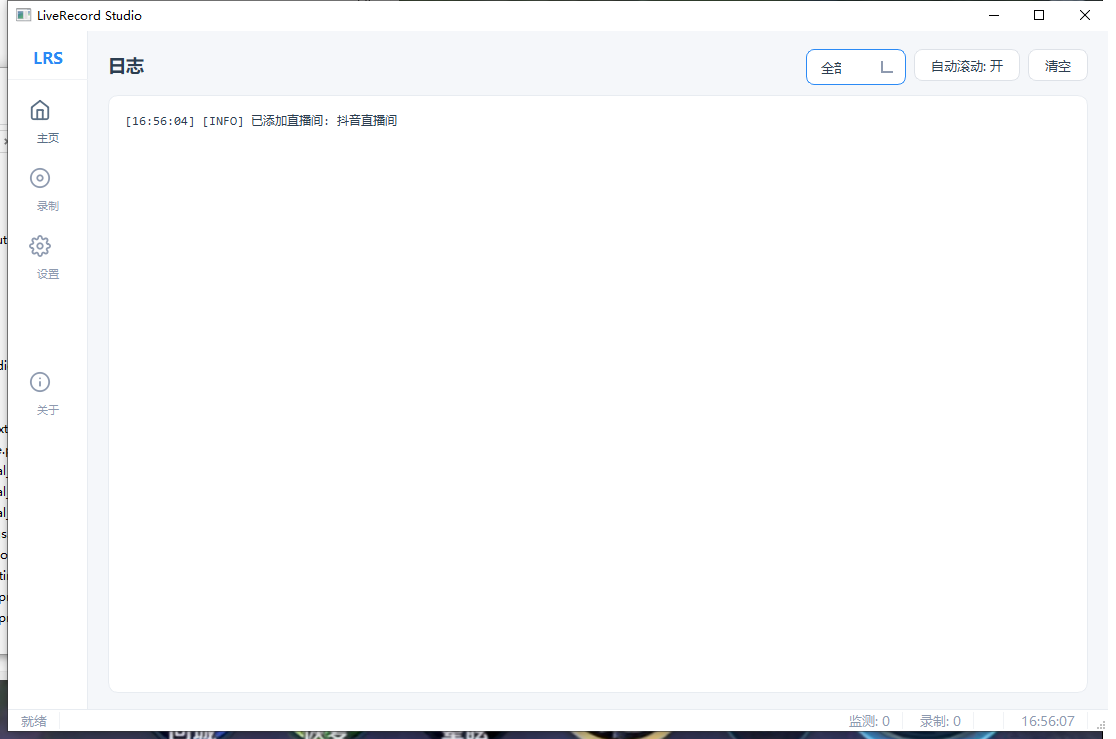 LiveRecord Studio
LRS
主页
录制
设置
关于
日志
全部
自动滚动: 开
清空
[16:56:04] [INFO] 已添加直播间: 抖音直播间
就绪
监测: 0
录制: 0
16:56:07